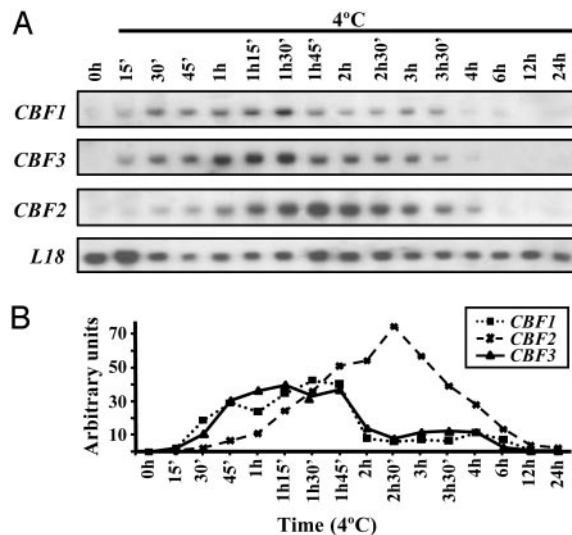 A
4ºC
0h 15' 30' 45' 1h 1h15' 1h30' 1h45' 2h 2h30' 3h 3h30' 4h 6h 12h 24h
CBF1
CBF3
CBF2
L18
B
Arbitrary units
70
50
30
10
CBF1
CBF2
CBF3
0h 15' 30' 45' 1h 1h15' 1h30' 1h45' 2h 2h30' 3h 3h30' 4h 6h 12h 24h
Time (4ºC)